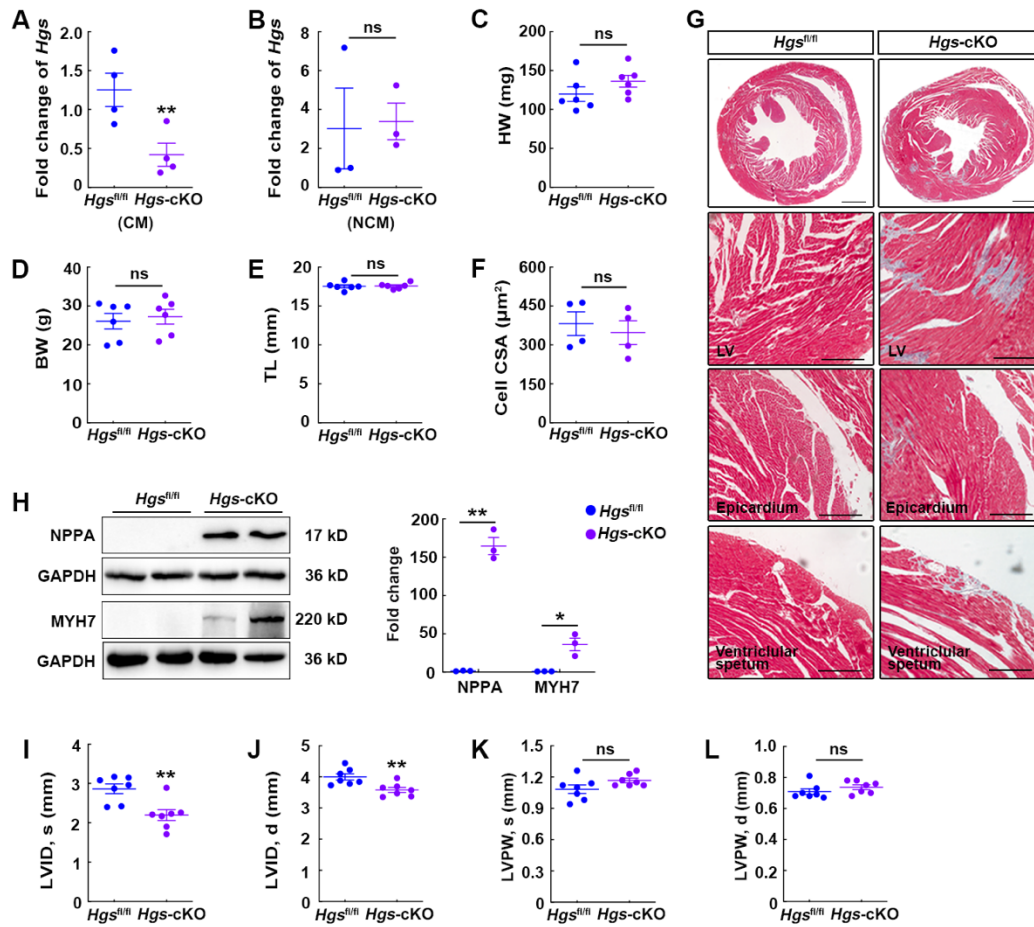 A
Fold change of Hgs
2.0
1.5
1.0
0.5
0
**
Hgsfl/fl Hgs-cKO
(CM)
B
Fold change of Hgs
8
6
4
2
0
ns
Hgsfl/fl Hgs-cKO
(NCM)
C
HW (mg)
200
150
100
50
0
ns
Hgsfl/fl Hgs-cKO
D
BW (g)
40
30
20
10
0
ns
Hgsfl/fl Hgs-cKO
E
TL (mm)
20
15
10
5
0
ns
Hgsfl/fl Hgs-cKO
F
Cell CSA (μm²)
600
450
300
150
0
ns
Hgsfl/fl Hgs-cKO
G
Hgsfl/fl Hgs-cKO
LV LV
Epicardium Epicardium
Ventriclular Ventriclular
spetum spetum
H
Hgsfl/fl Hgs-cKO
NPPA 17 kD
GAPDH 36 kD
MYH7 220 kD
GAPDH 36 kD
Fold change
200
150
100
50
0
**
*
NPPA MYH7
Hgsfl/fl
Hgs-cKO
I
LVID, s (mm)
4
3
2
1
0
**
Hgsfl/fl Hgs-cKO
J
LVID, d (mm)
5
4
3
2
1
0
**
Hgsfl/fl Hgs-cKO
K
LVPW, s (mm)
1.5
1.2
0.9
0.6
0.3
0
ns
Hgsfl/fl Hgs-cKO
L
LVPW, d (mm)
1.0
0.8
0.6
0.4
0.2
0.0
ns
Hgsfl/fl Hgs-cKO